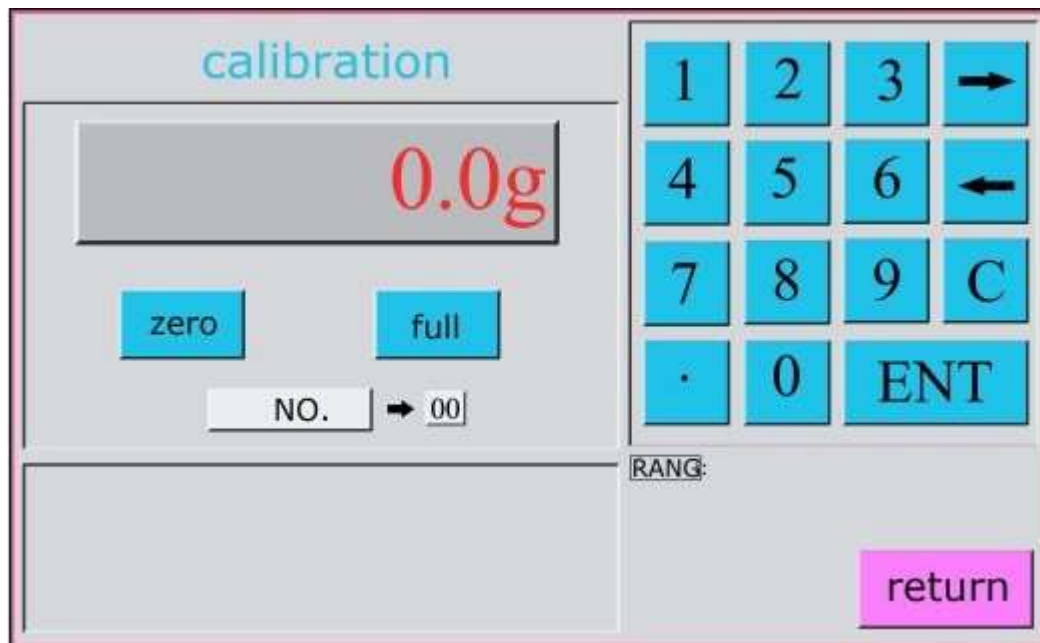 calibration
0.0g
zero full
NO. ➡ 00
1 2 3 ➡
4 5 6 ⬅
7 8 9 C
. 0 ENT
RANG:
return